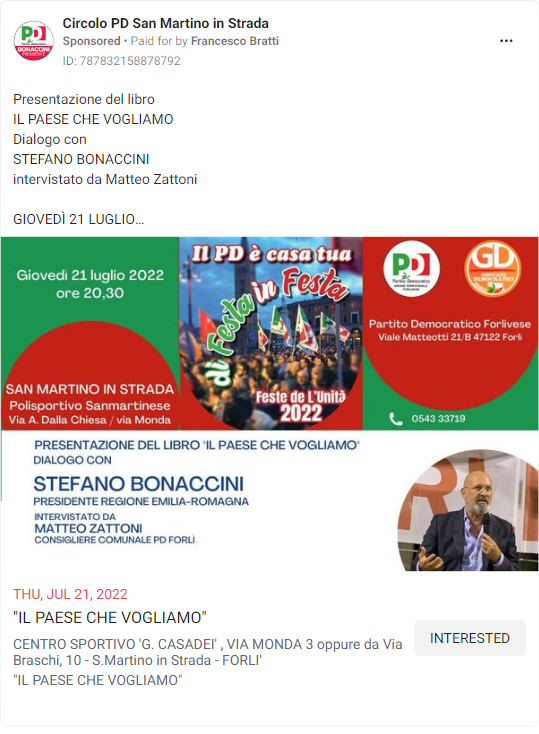 Circolo PD San Martino in Strada
Sponsored • Paid for by Francesco Bratti
ID: 787832158878792
Presentazione del libro
IL PAESE CHE VOGLIAMO
Dialogo con
STEFANO BONACCINI
intervistato da Matteo Zattoni
GIOVEDÌ 21 LUGLIO...
Giovedi 21 luglio 2022
ore 20,30
SAN MARTINO IN STRADA
Polisportivo Sanmartinese
Via A. Dalla Chiesa / via Monda
Il PD è casa tua
di Festa in Festa
Feste de L'Unità
2022
PD
Partito Democratico
GD
GIOVANI
DEMOCRATICI
Partito Democratico Forlivese
Viale Matteotti 21/B 47122 Forlì
0543 33719
PRESENTAZIONE DEL LIBRO "IL PAESE CHE VOGLIAMO"
DIALOGO CON
STEFANO BONACCINI
PRESIDENTE REGIONE EMILIA-ROMAGNA
INTERVISTATO DA
MATTEO ZATTONI
CONSIGLIERE COMUNALE PD FORLÌ
THU, JUL 21, 2022
"IL PAESE CHE VOGLIAMO"
INTERESTED
CENTRO SPORTIVO 'G. CASADEI' , VIA MONDA 3 oppure da Via
Braschi, 10 - S.Martino in Strada - FORLI'
"IL PAESE CHE VOGLIAMO"